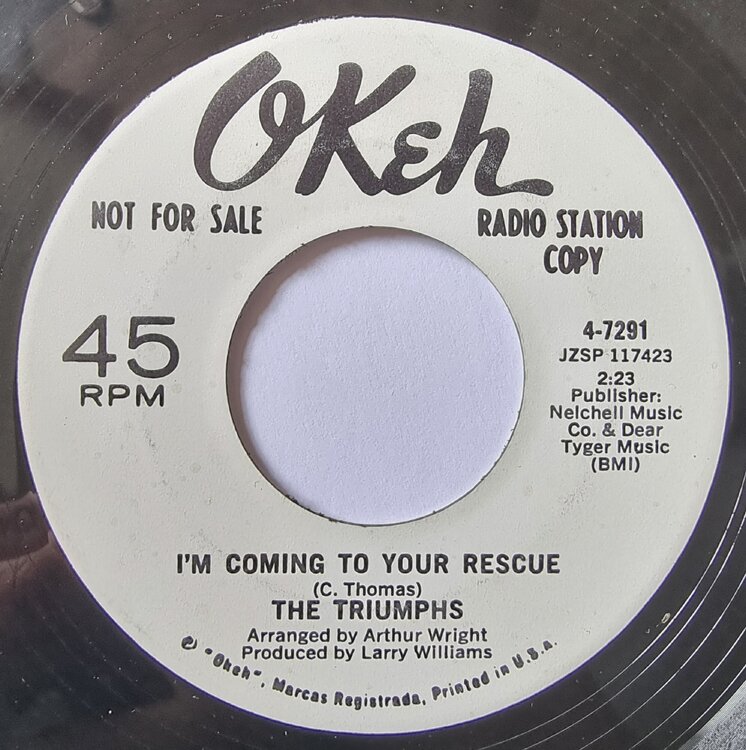 OKeh
NOT FOR SALE
RADIO STATION
COPY
45
RPM
4-7291
JZSP 117423
2:23
Publisher:
Nelchell Music
Co. & Dear
Tyger Music
(BMI)
I'M COMING TO YOUR RESCUE
(C. Thomas)
THE TRIUMPHS
Arranged by Arthur Wright
Produced by Larry Williams
℗ "Okeh", Marcas Registrada, Printed in U.S.A.